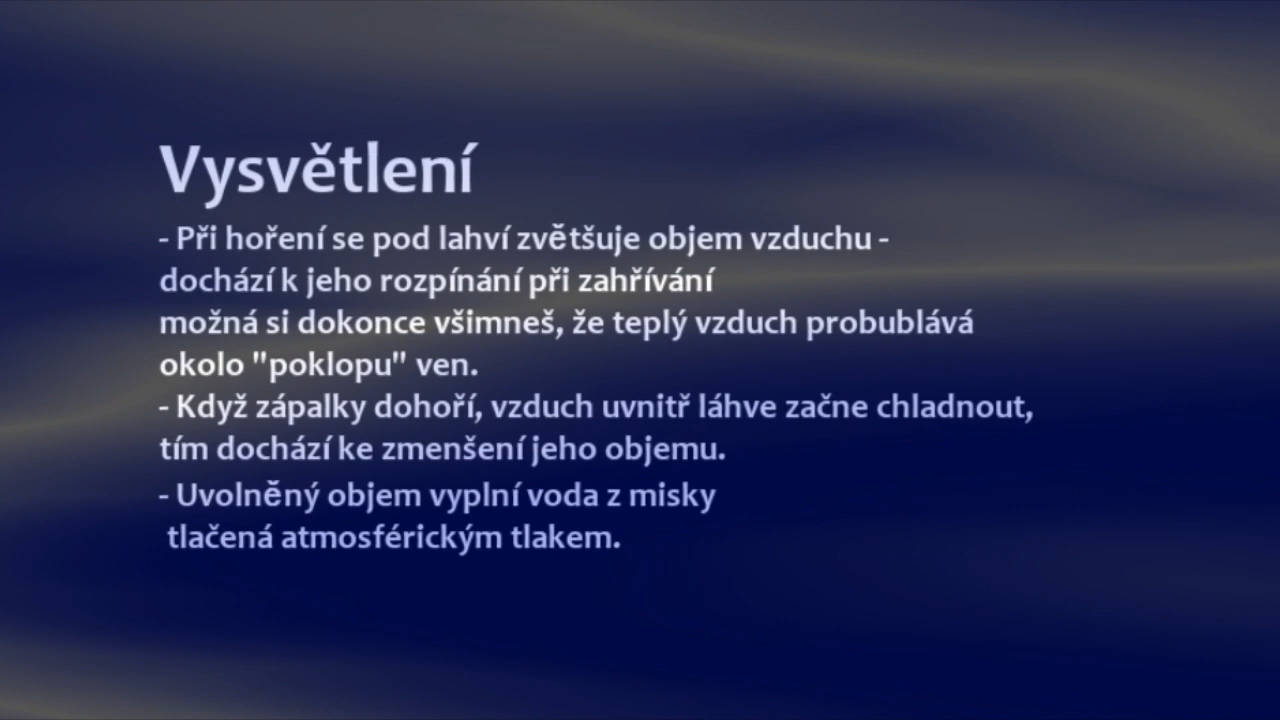 Vysvětlení
- Při hoření se pod lahví zvětšuje objem vzduchu -
dochází k jeho rozpínání při zahřívání
možná si dokonce všimneš, že teplý vzduch probublává
okolo "poklopu" ven.
- Když zápalky dohoří, vzduch uvnitř láhve začne chladnout,
tím dochází ke zmenšení jeho objemu.
- Uvolněný objem vyplní voda z misky
tlačená atmosférickým tlakem.